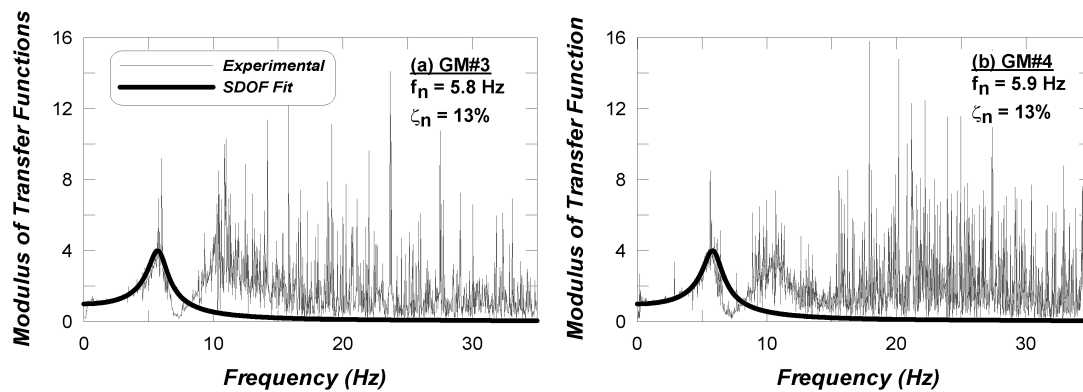 Modulus of Transfer Functions
16
12
8
4
0
Experimental
SDOF Fit
(a) GM#3
fn = 5.8 Hz
ζn = 13%
0 10 20 30
Frequency (Hz)
Modulus of Transfer Function
16
12
8
4
0
(b) GM#4
fn = 5.9 Hz
ζn = 13%
0 10 20 30
Frequency (Hz)